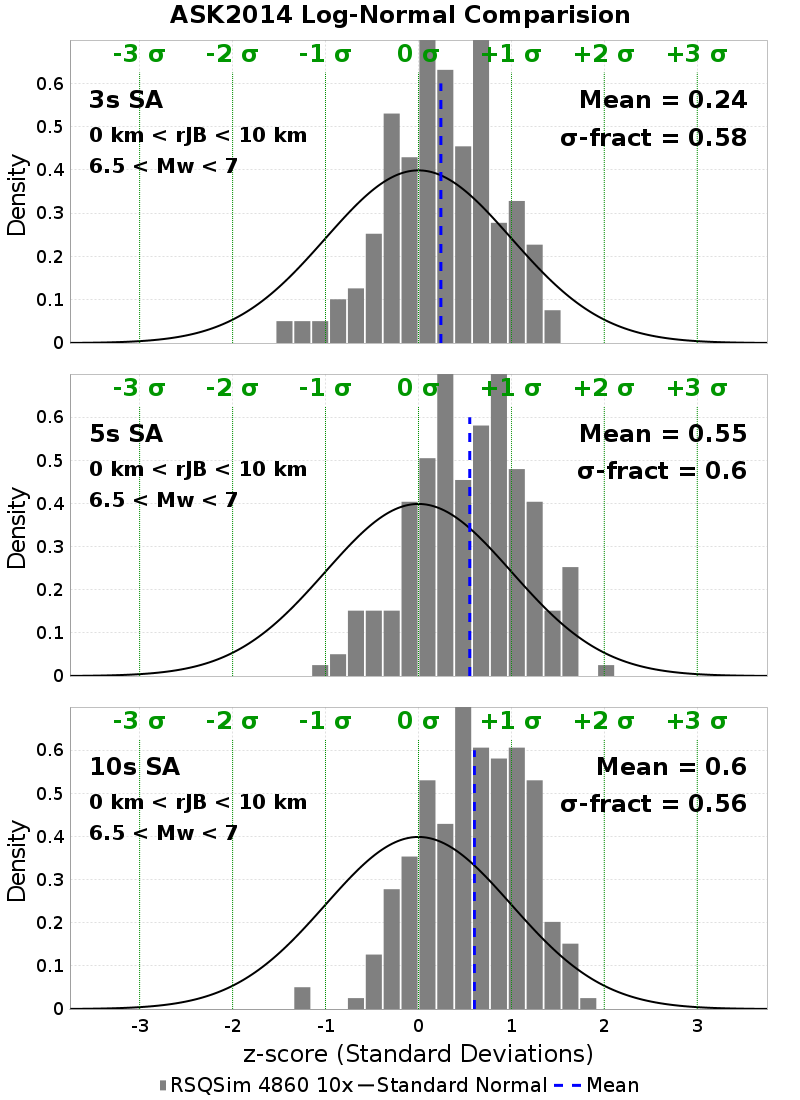 ASK2014 Log-Normal Comparision
-3 σ -2 σ -1 σ 0 σ +1 σ +2 σ +3 σ
3s SA
0 km < rJB < 10 km
6.5 < Mw < 7
Mean = 0.24
σ-fract = 0.58
Density
0.6
0.5
0.4
0.3
0.2
0.1
0
-3 σ -2 σ -1 σ 0 σ +1 σ +2 σ +3 σ
5s SA
0 km < rJB < 10 km
6.5 < Mw < 7
Mean = 0.55
σ-fract = 0.6
Density
0.6
0.5
0.4
0.3
0.2
0.1
0
-3 σ -2 σ -1 σ 0 σ +1 σ +2 σ +3 σ
10s SA
0 km < rJB < 10 km
6.5 < Mw < 7
Mean = 0.6
σ-fract = 0.56
Density
0.6
0.5
0.4
0.3
0.2
0.1
0
-3 -2 -1 0 1 2 3
z-score (Standard Deviations)
RSQSim 4860 10x Standard Normal Mean